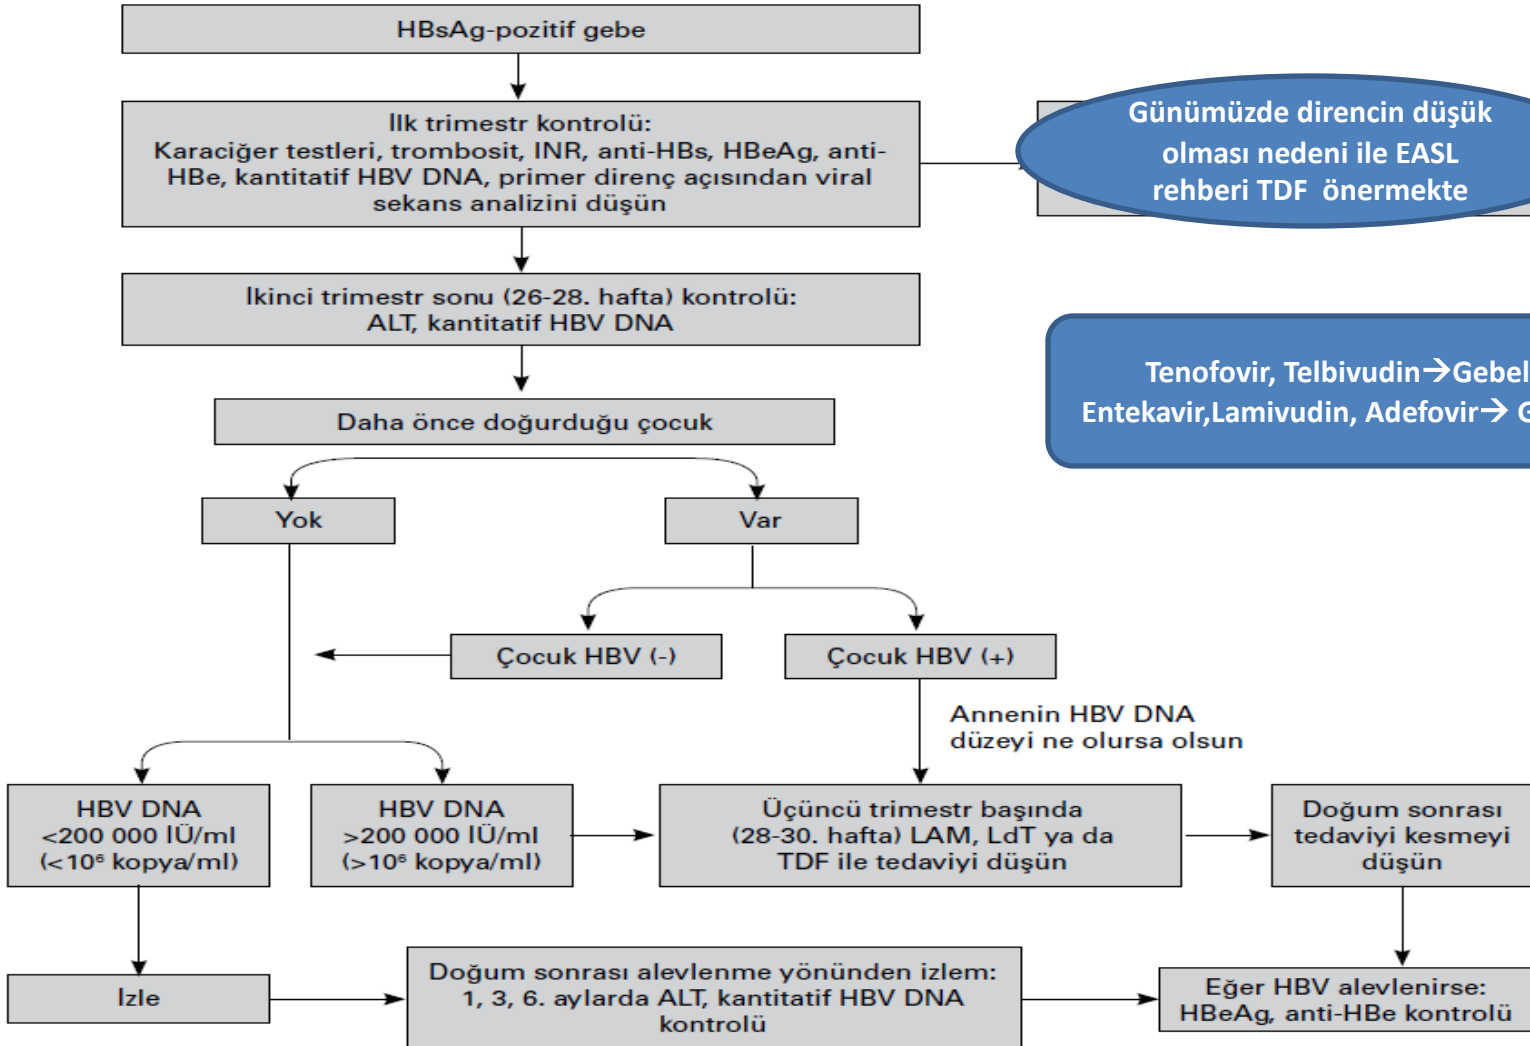 HBsAg-pozitif gebe
İlk trimestr kontrolü:
Karaciğer testleri, trombosit, INR, anti-HBs, HBeAg, anti-
HBe, kantitatif HBV DNA, primer direnç açısından viral
sekans analizini düşün
Günümüzde direncin düşük
olması nedeni ile EASL
rehberi TDF önermekte
İkinci trimestr sonu (26-28. hafta) kontrolü:
ALT, kantitatif HBV DNA
Tenofovir, Telbivudin→Gebel
Entekavir,Lamivudin, Adefovir→ G
Daha önce doğurduğu çocuk
Yok
Var
Çocuk HBV (-)
Çocuk HBV (+)
Annenin HBV DNA
düzeyi ne olursa olsun
HBV DNA
<200 000 IÜ/ml
(<10⁶ kopya/ml)
HBV DNA
>200 000 IÜ/ml
(>10⁶ kopya/ml)
Üçüncü trimestr başında
(28-30. hafta) LAM, LdT ya da
TDF ile tedaviyi düşün
Doğum sonrası
tedaviyi kesmeyi
düşün
İzle
Doğum sonrası alevlenme yönünden izlem:
1, 3, 6. aylarda ALT, kantitatif HBV DNA
kontrolü
Eğer HBV alevlenirse:
HBeAg, anti-HBe kontrolü